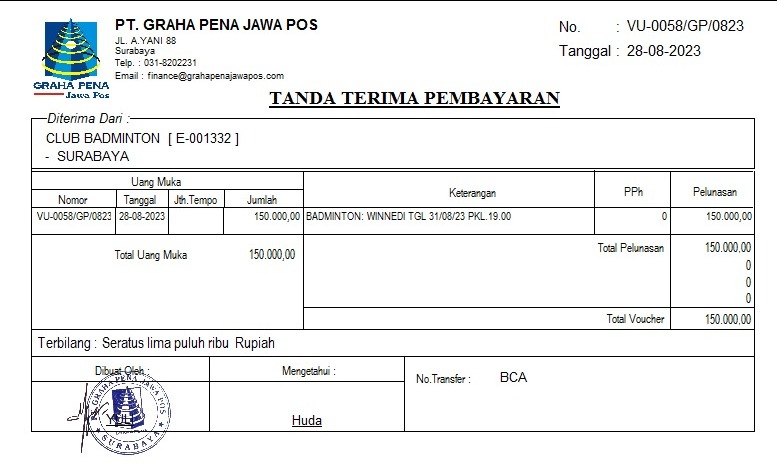 PT. GRAHA PENA JAWA POS
JL. A.YANI 88
Surabaya
Telp. : 031-8202231
Email : finance@grahapenajawapos.com
GRAHA PENA
Jawa Pos
No. : VU-0058/GP/0823
Tanggal : 28-08-2023
TANDA TERIMA PEMBAYARAN
Diterima Dari :
CLUB BADMINTON [ E-001332 ]
- SURABAYA
Uang Muka
Nomor Tanggal Jth.Tempo Jumlah Keterangan PPh Pelunasan
VU-0058/GP/0823 28-08-2023 150.000,00 BADMINTON: WINNEDI TGL 31/08/23 PKL.19.00 0 150.000,00
Total Uang Muka 150.000,00 Total Pelunasan 150.000,00
0
0
0
Total Voucher 150.000,00
Terbilang : Seratus lima puluh ribu Rupiah
Dibuat Oleh : Mengetahui : No.Transfer : BCA
PT. GRAHA PENA JAWA POS
SURABAYA
Huda